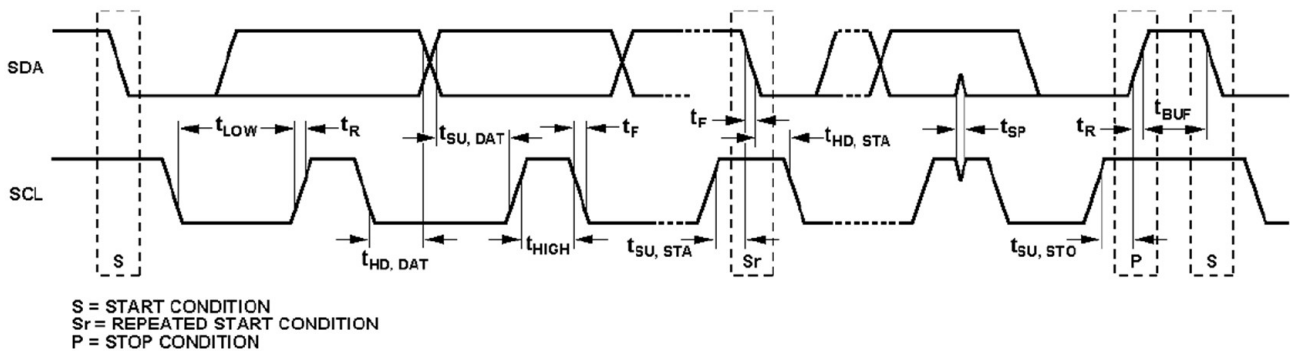 SDA
tLOW
tR
tSU, DAT
tF
tF
tHD, STA
tSP
tR
tBUF
SCL
S
tHD, DAT
tHIGH
tSU, STA
Sr
tSU, STO
P
S
S = START CONDITION
Sr = REPEATED START CONDITION
P = STOP CONDITION